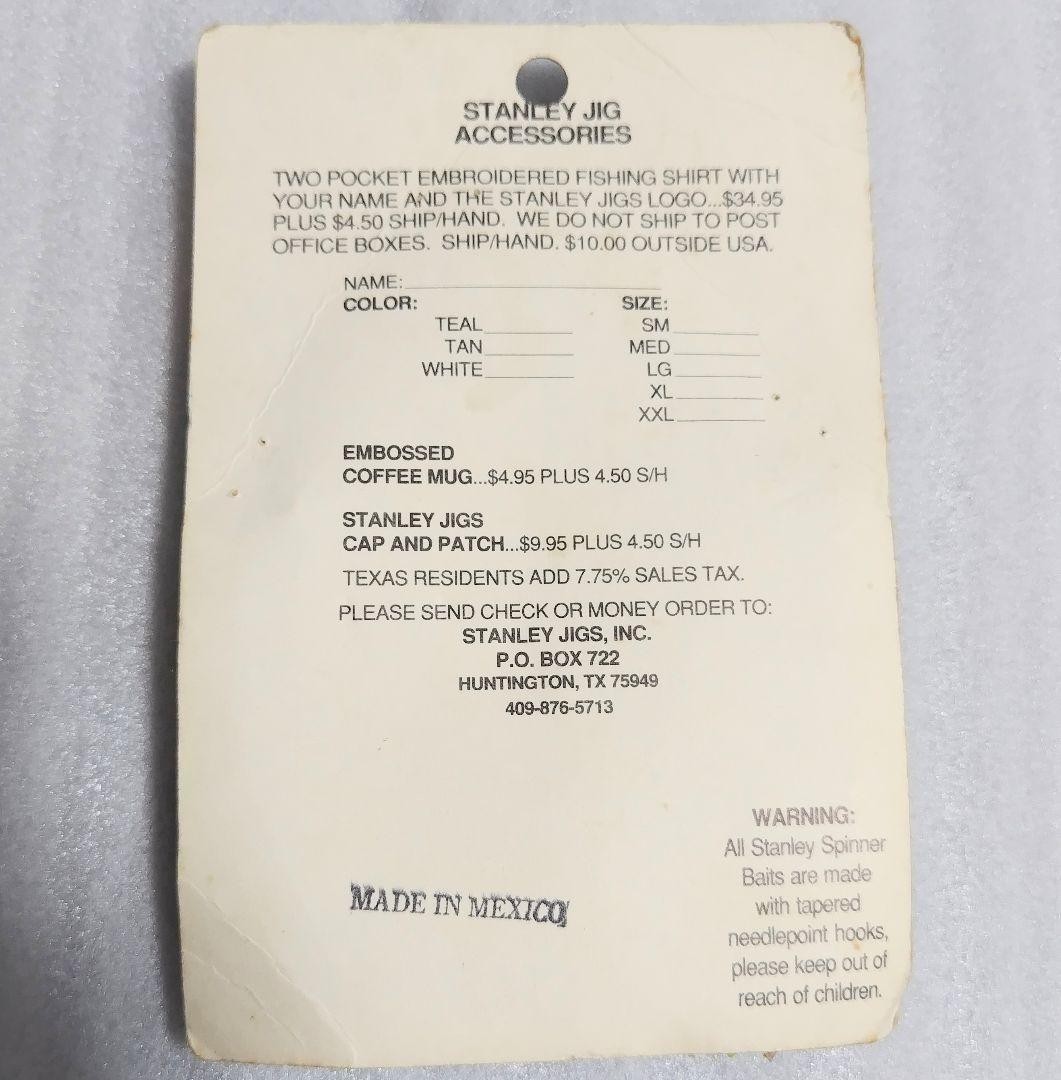 STANLEY JIG
ACCESSORIES
TWO POCKET EMBROIDERED FISHING SHIRT WITH
YOUR NAME AND THE STANLEY JIGS LOGO...$34.95
PLUS $4.50 SHIP/HAND. WE DO NOT SHIP TO POST
OFFICE BOXES. SHIP/HAND. $10.00 OUTSIDE USA.
NAME:
COLOR: SIZE:
TEAL SM
TAN MED
WHITE LG
XL
XXL
EMBOSSED
COFFEE MUG...$4.95 PLUS 4.50 S/H
STANLEY JIGS
CAP AND PATCH...$9.95 PLUS 4.50 S/H
TEXAS RESIDENTS ADD 7.75% SALES TAX.
PLEASE SEND CHECK OR MONEY ORDER TO:
STANLEY JIGS, INC.
P.O. BOX 722
HUNTINGTON, TX 75949
409-876-5713
WARNING:
All Stanley Spinner
Baits are made
with tapered
needlepoint hooks,
please keep out of
reach of children.
MADE IN MEXICO